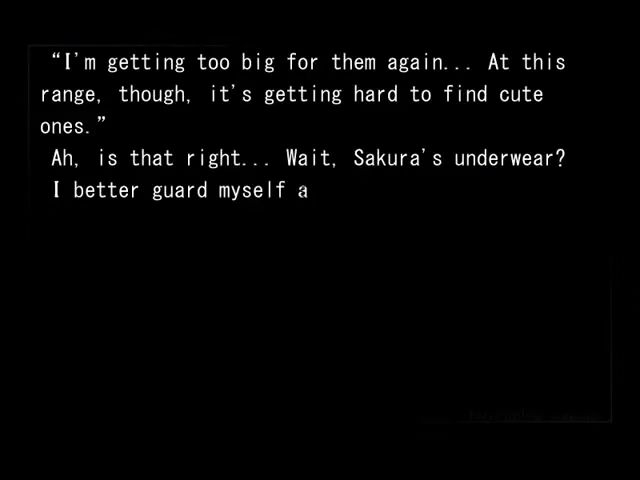 “I'm getting too big for them again... At this
range, though, it's getting hard to find cute
ones.”
Ah, is that right... Wait, Sakura's underwear?
I better guard myself a